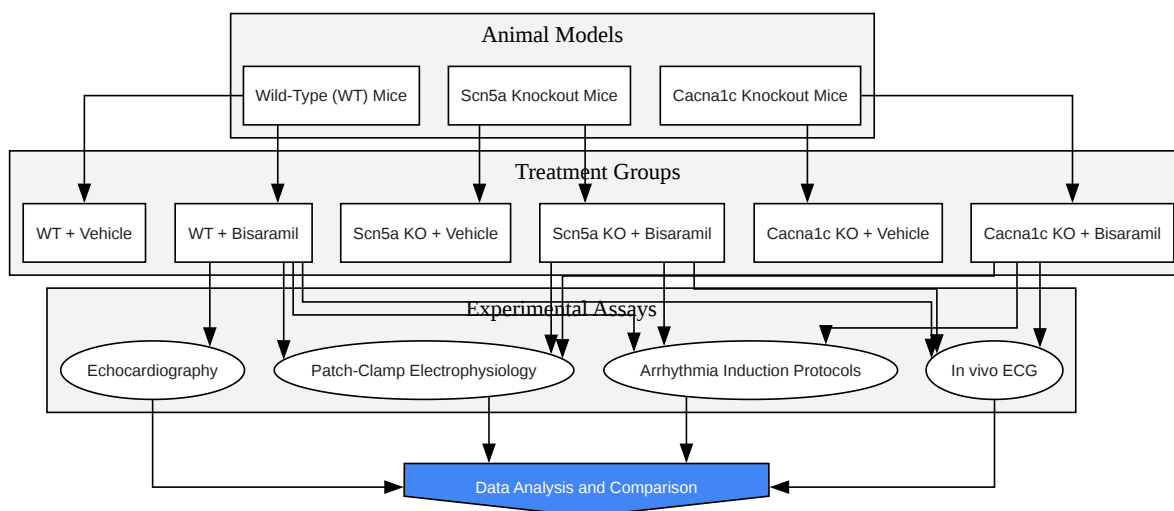 Animal Models
Wild-Type (WT) Mice
Scn5a Knockout Mice
Cacna1c Knockout Mice
Treatment Groups
WT + Vehicle
WT + Bisaramil
Scn5a KO + Vehicle
Scn5a KO + Bisaramil
Cacna1c KO + Vehicle
Cacna1c KO + Bisaramil
Experimental Assays
Echocardiography
Patch-Clamp Electrophysiology
Arrhythmia Induction Protocols
In vivo ECG
Data Analysis and Comparison